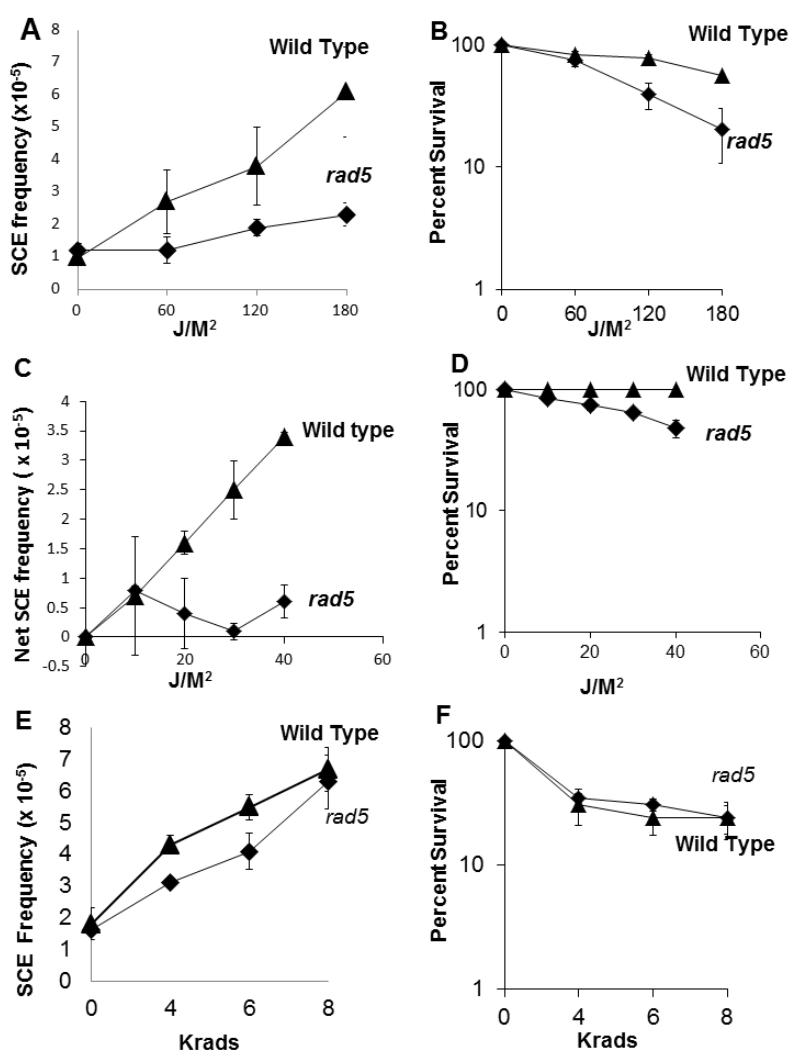 A
SCE frequency (x10-5)
8
7
6
5
4
3
2
1
0
Wild Type
rad5
0 60 120 180
J/M2
B
Percent Survival
100
10
1
Wild Type
rad5
0 60 120 180
J/M2
C
Net SCE frequency ( x 10-5)
4
3.5
3
2.5
2
1.5
1
0.5
0
-0.5
Wild type
rad5
0 20 40 60
J/M2
D
Percent Survival
100
10
1
Wild Type
rad5
0 20 40 60
J/M2
E
SCE Frequency (x 10-5)
8
7
6
5
4
3
2
1
0
Wild Type
rad5
0 4 6 8
Krads
F
Percent Survival
100
10
1
rad5
Wild Type
0 4 6 8
Krads